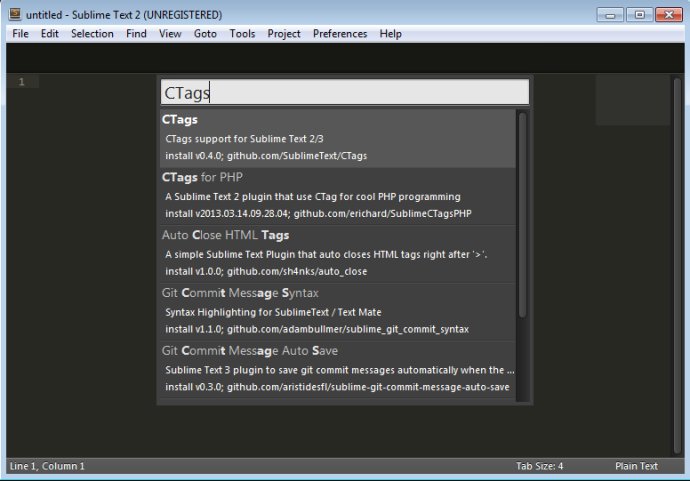 untitled - Sublime Text 2 (UNREGISTERED)
File Edit Selection Find View Goto Tools Project Preferences Help
1
CTags
CTags
CTags support for Sublime Text 2/3
install v0.4.0; github.com/SublimeText/CTags
CTags for PHP
A Sublime Text 2 plugin that use CTag for cool PHP programming
install v2013.03.14.09.28.04; github.com/erichard/SublimeCTagsPHP
Auto Close HTML Tags
A simple Sublime Text Plugin that auto closes HTML tags right after '>'.
install v1.0.0; github.com/sh4nks/auto_close
Git Commit Message Syntax
Syntax Highlighting for SublimeText / Text Mate
install v1.1.0; github.com/adambullmer/sublime_git_commit_syntax
Git Commit Message Auto Save
Sublime Text 3 plugin to save git commit messages automatically when the ...
install v0.3.0; github.com/aristidesfl/sublime-git-commit-message-auto-save
Line 1, Column 1 Tab Size: 4 Plain Text